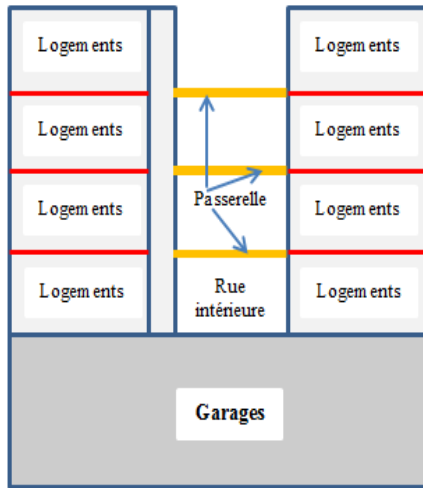 Logements
Logements
Logements
Logements
Logements
Passerelle
Logements
Logements
Rue
intérieure
Logements
Garages